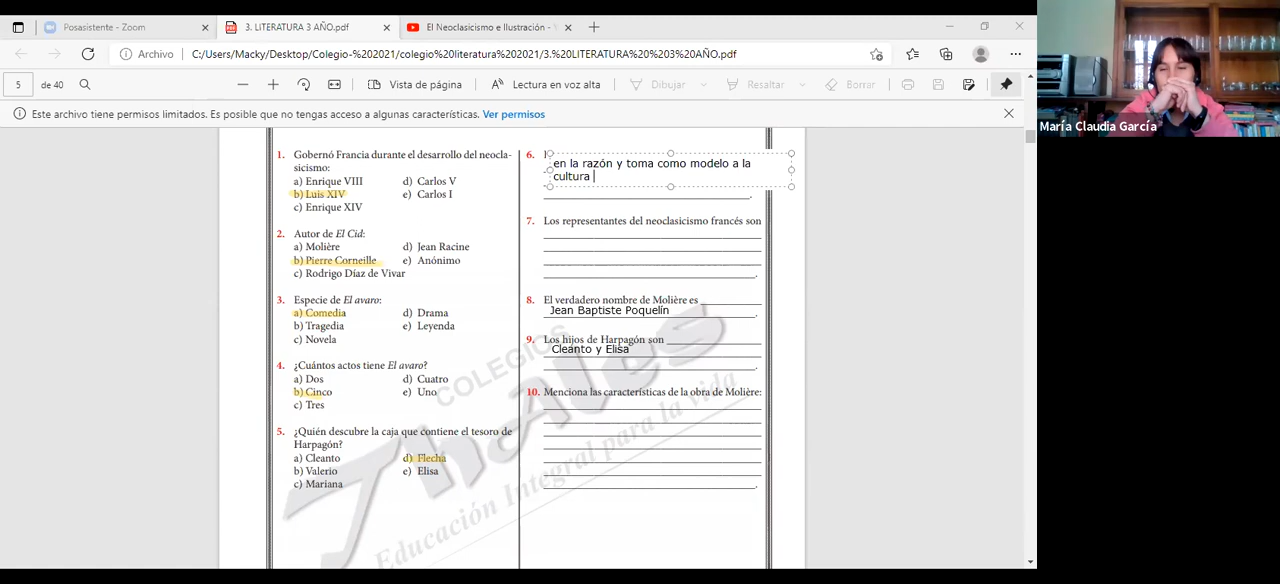 Posasistente - Zoom
3. LITERATURA 3 AÑO.pdf
El Neoclasicismo e Ilustración -
Archivo
C:/Users/Macky/Desktop/Colegio-%202021/colegio%20literatura%202021/3.%20LITERATURA%203%20AÑO.pdf
5
de 40
Vista de página
Lectura en voz alta
Dibujar
Resaltar
Borrar
Este archivo tiene permisos limitados. Es posible que no tengas acceso a algunas características. Ver permisos
María Claudia García
1. Gobernó Francia durante el desarrollo del neocla-
sicismo:
a) Enrique VIII d) Carlos V
b) Luis XIV e) Carlos I
c) Enrique XIV
2. Autor de El Cid:
a) Molière d) Jean Racine
b) Pierre Corneille e) Anónimo
c) Rodrigo Díaz de Vivar
3. Especie de El avaro:
a) Comedia d) Drama
b) Tragedia e) Leyenda
c) Novela
4. ¿Cuántos actos tiene El avaro?
a) Dos d) Cuatro
b) Cinco e) Uno
c) Tres
5. ¿Quién descubre la caja que contiene el tesoro de
Harpagón?
a) Cleanto d) Flecha
b) Valerio e) Elisa
c) Mariana
6.
en la razón y toma como modelo a la
cultura
7. Los representantes del neoclasicismo francés son
8. El verdadero nombre de Molière es
Jean Baptiste Poquelín
9. Los hijos de Harpagón son
Cleanto y Elisa
10. Menciona las características de la obra de Molière:
COLEGIOS
Thales
Educación Integral para la vida